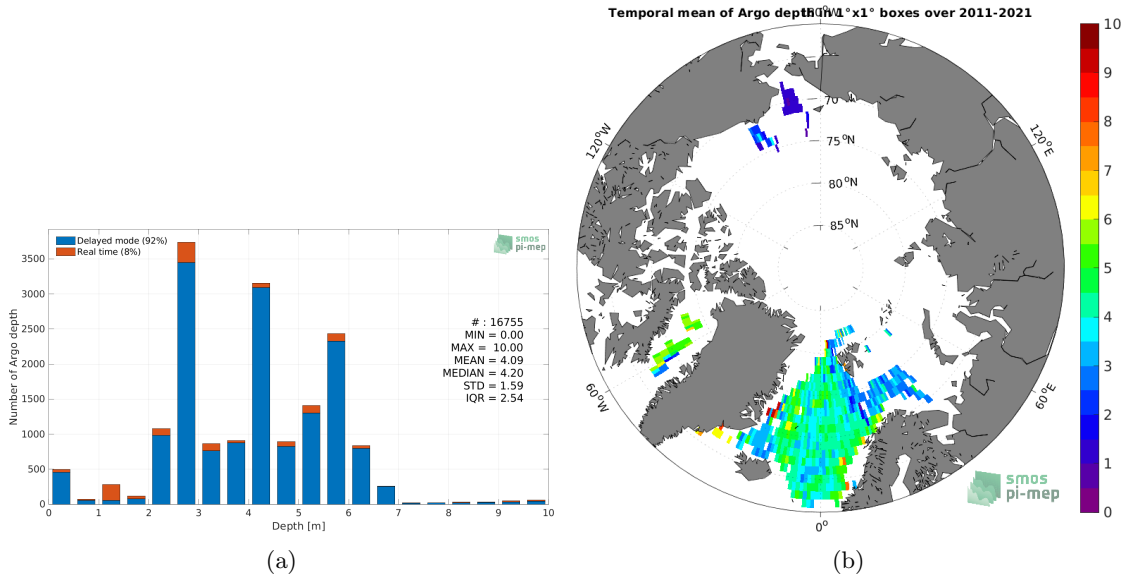 Delayed mode (92%)
Real time (8%)
smos
pi-mep
Number of Argo depth
3500
3000
2500
2000
1500
1000
500
0
# : 16755
MIN = 0.00
MAX = 10.00
MEAN = 4.09
MEDIAN = 4.20
STD = 1.59
IQR = 2.54
0 1 2 3 4 5 6 7 8 9 10
Depth [m]
(a)
Temporal mean of Argo depth in 1°x1° boxes over 2011-2021
120°W
120°E
60°W
60°E
0°
75°N
80°N
85°N
smos
pi-mep
10
9
8
7
6
5
4
3
2
1
0
(b)